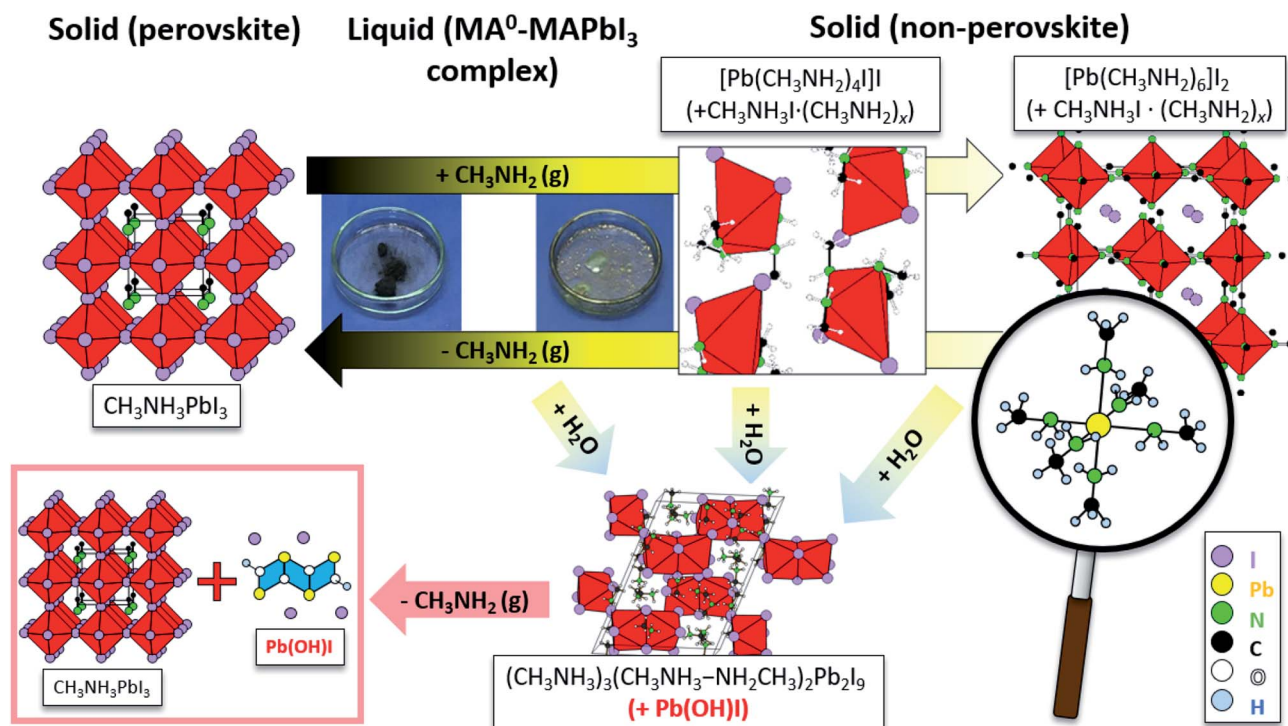 Solid (perovskite)
Liquid (MA⁰-MAPbI₃
complex)
Solid (non-perovskite)
[Pb(CH₃NH₂)₄I]I
(+CH₃NH₃I·(CH₃NH₂)ₓ)
[Pb(CH₃NH₂)₆]I₂
(+ CH₃NH₃I · (CH₃NH₂)ₓ)
+ CH₃NH₂ (g)
- CH₃NH₂ (g)
CH₃NH₃PbI₃
+ H₂O
+ H₂O
+ H₂O
- CH₃NH₂ (g)
+
Pb(OH)I
CH₃NH₃PbI₃
(CH₃NH₃)₃(CH₃NH₃–NH₂CH₃)₂Pb₂I₉
(+ Pb(OH)I)
I
Pb
N
C
O
H